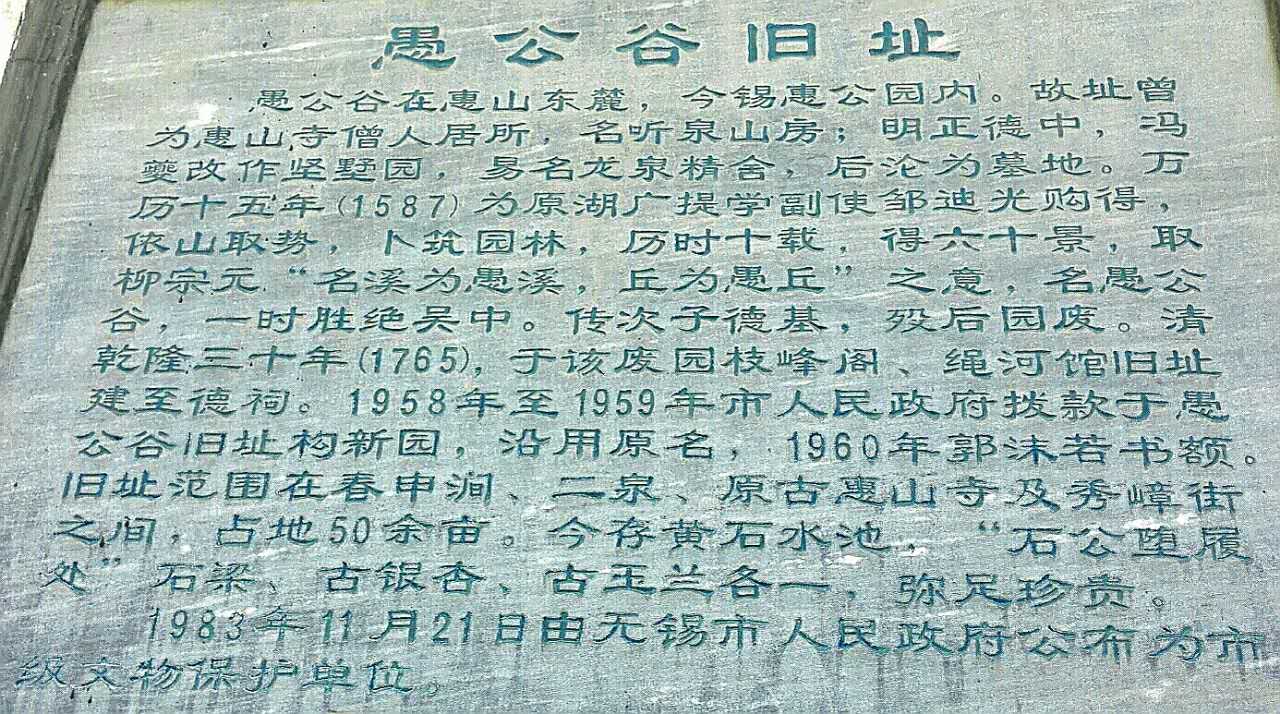 愚公谷旧址
愚公谷在惠山东麓，今锡惠公园内。故址曾
为惠山寺僧人居所，名听泉山房；明正德中，冯
夔改作坚墅园，易名龙泉精舍，后沦为墓地。万
历十五年(1587)为原湖广提学副使邹迪光购得，
依山取势，卜筑园林，历时十载，得六十景，取
柳宗元“名溪为愚溪，丘为愚丘”之意，名愚公
谷，一时胜绝吴中。传次子德基，殁后园废。清
乾隆三十年(1765)，于该废园枝峰阁、绳河馆旧址
建至德祠。1958年至1959年市人民政府拨款于愚
公谷旧址构新园，沿用原名，1960年郭沫若书额。
旧址范围在春申涧、二泉、原古惠山寺及秀嶂街
之间，占地50余亩。今存黄石水池，“石公堕履
处”石梁、古银杏、古玉兰各一，弥足珍贵。
1983年11月21日由无锡市人民政府公布为市
级文物保护单位。